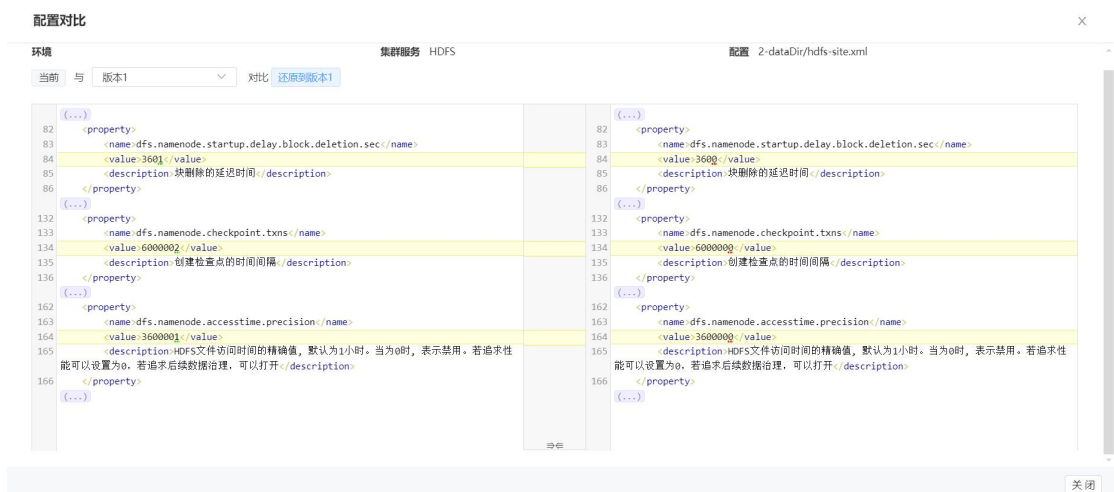 配置对比
环境
集群服务 HDFS
配置 2-dataDir/hdfs-site.xml
当前 与 版本1 对比 还原到版本1
(...)
82 <property>
83 <name>dfs.namenode.startup.delay.block.deletion.sec</name>
84 <value>3601</value>
85 <description>块删除的延迟时间</description>
86 </property>
(...)
132 <property>
133 <name>dfs.namenode.checkpoint.txns</name>
134 <value>6000002</value>
135 <description>创建检查点的时间间隔</description>
136 </property>
(...)
162 <property>
163 <name>dfs.namenode.accesstime.precision</name>
164 <value>3600001</value>
165 <description>HDFS文件访问时间的精确值, 默认为1小时。当为0时, 表示禁用。若追求性
能可以设置为0，若追求后续数据治理，可以打开</description>
166 </property>
(...)
(...)
82 <property>
83 <name>dfs.namenode.startup.delay.block.deletion.sec</name>
84 <value>3600</value>
85 <description>块删除的延迟时间</description>
86 </property>
(...)
132 <property>
133 <name>dfs.namenode.checkpoint.txns</name>
134 <value>6000000</value>
135 <description>创建检查点的时间间隔</description>
136 </property>
(...)
162 <property>
163 <name>dfs.namenode.accesstime.precision</name>
164 <value>3600000</value>
165 <description>HDFS文件访问时间的精确值, 默认为1小时。当为0时, 表示禁用。若追求性
能可以设置为0，若追求后续数据治理，可以打开</description>
166 </property>
(...)
关闭